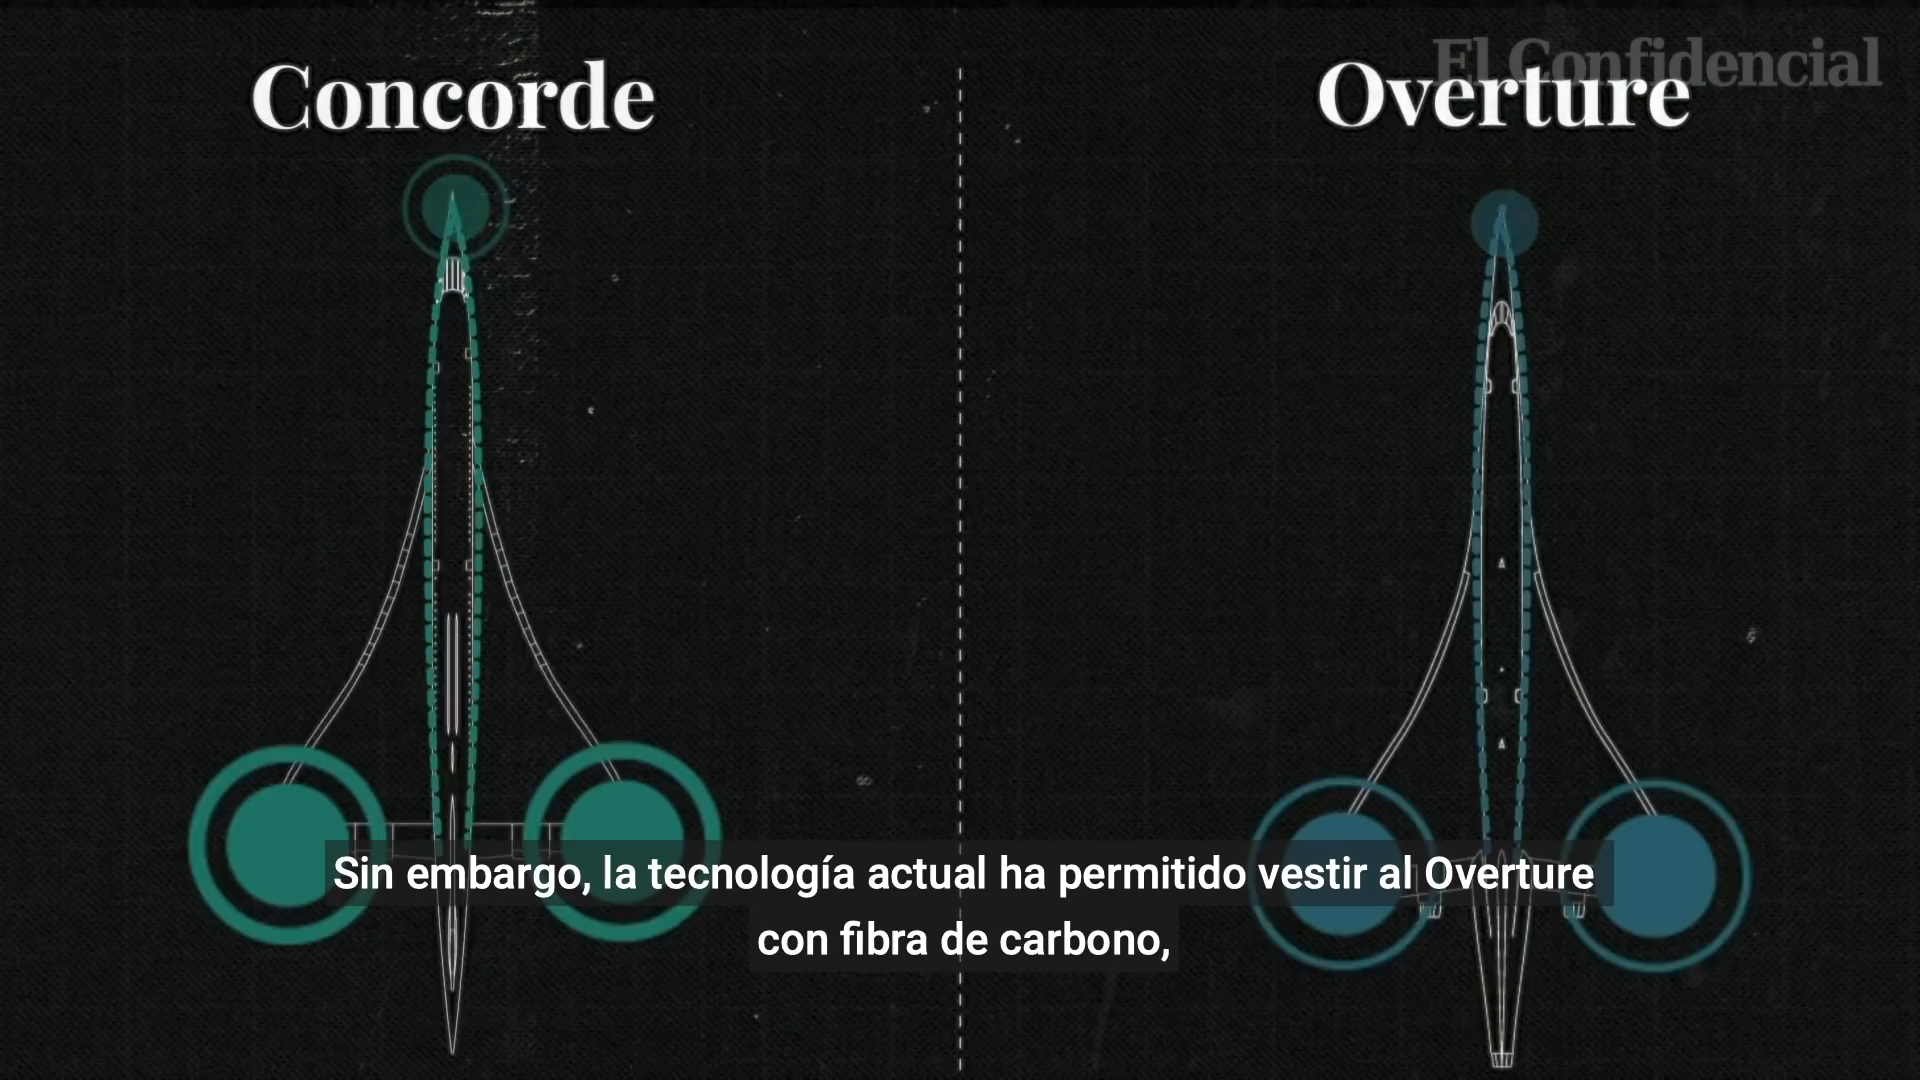 El Confidencial
Concorde
Overture
Sin embargo, la tecnología actual ha permitido vestir al Overture
con fibra de carbono,